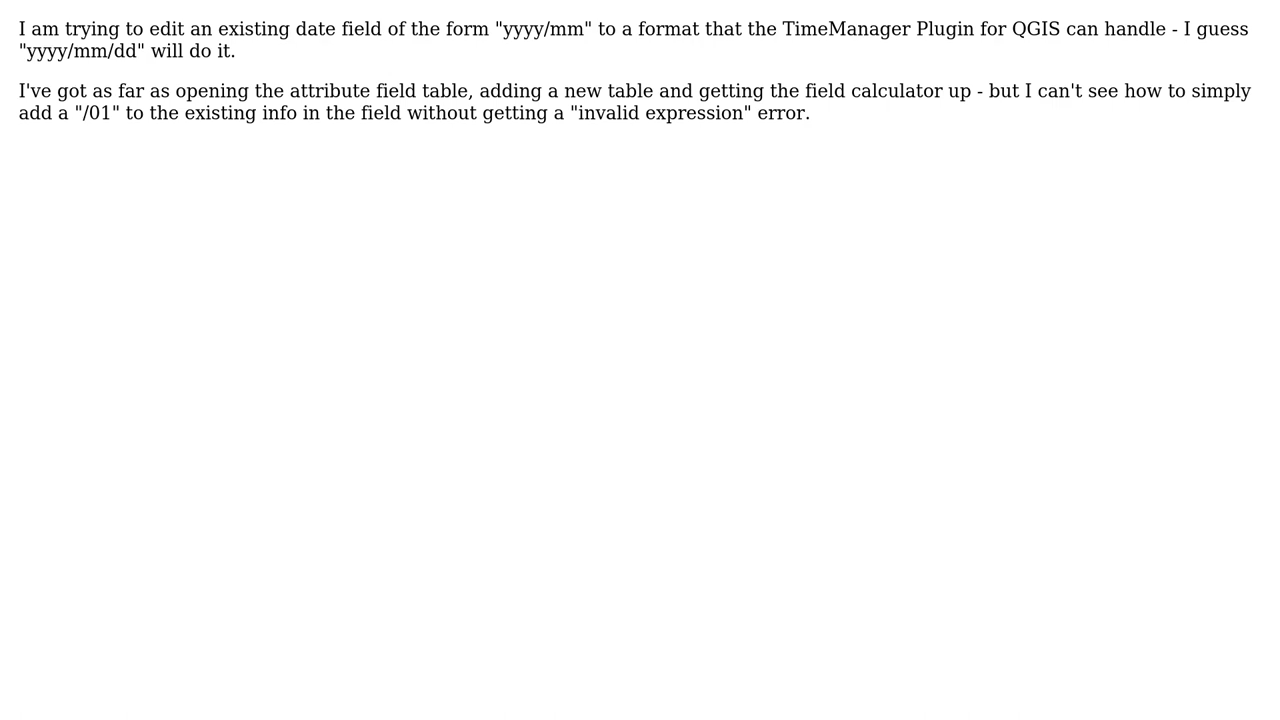 I am trying to edit an existing date field of the form "yyyy/mm" to a format that the TimeManager Plugin for QGIS can handle - I guess
"yyyy/mm/dd" will do it.
I've got as far as opening the attribute field table, adding a new table and getting the field calculator up - but I can't see how to simply
add a "/01" to the existing info in the field without getting a "invalid expression" error.